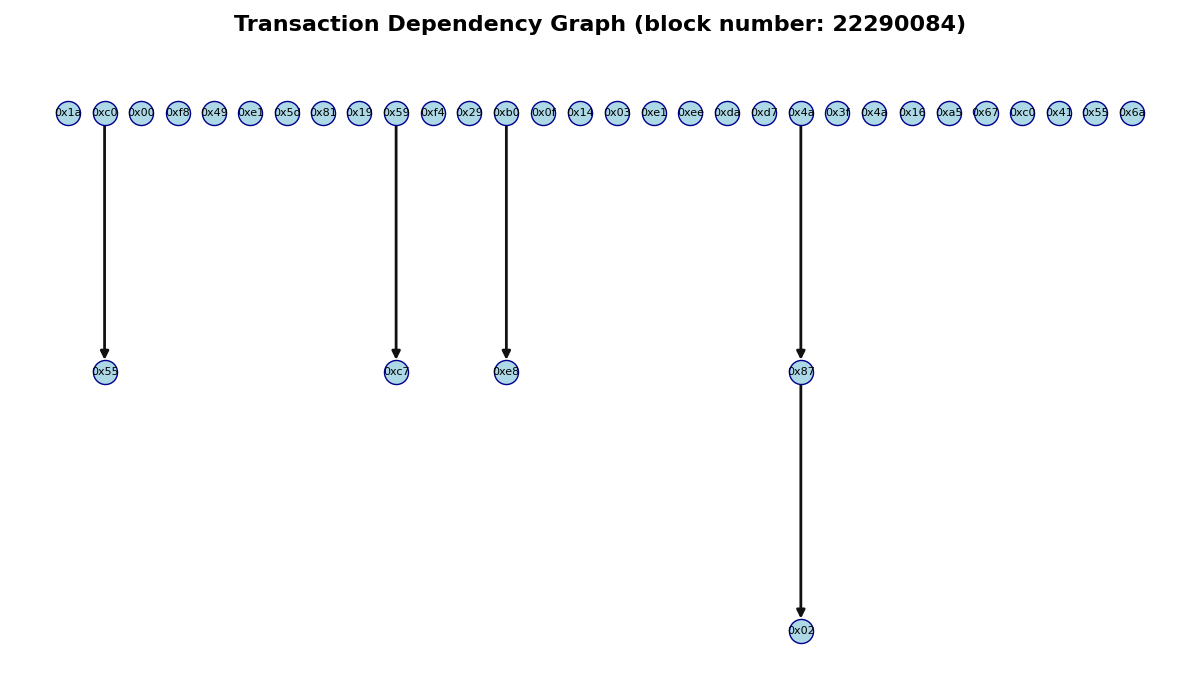 Transaction Dependency Graph (block number: 22290084)
0x1a 0xc0 0x00 0xf8 0x49 0xe1 0x5c 0x81 0x19 0x59 0xf4 0x29 0xb0 0x0f 0x14 0x03 0xe1 0xee 0xda 0xd7 0x4a 0x3f 0x4a 0x16 0xa5 0x67 0xc0 0x41 0x55 0x6a
0x55 0xc7 0xe8 0x87
0x02